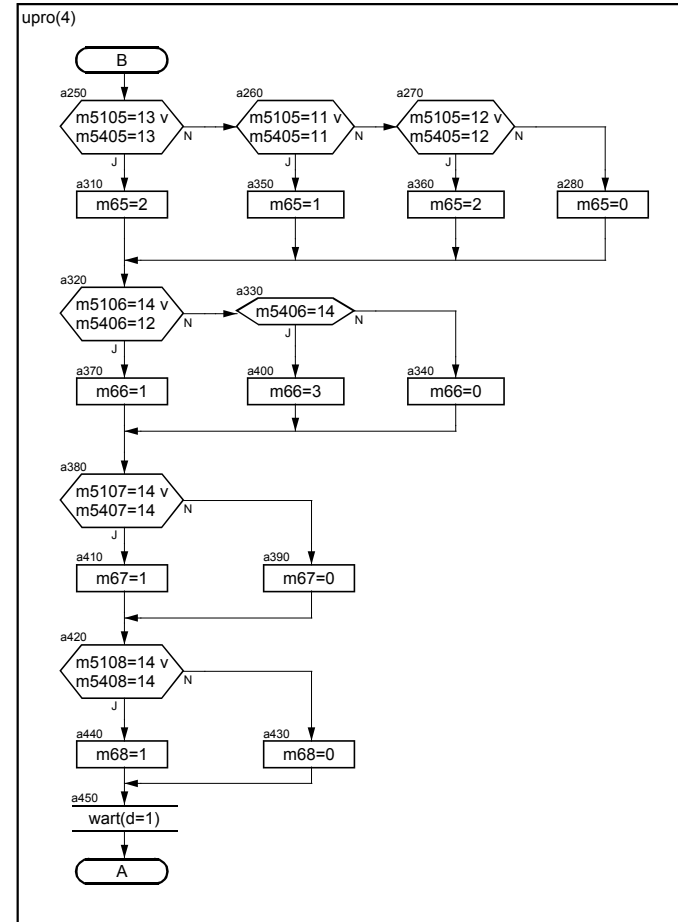 upro(4)
B
a250
m5105=13 v
m5405=13
N
J
a260
m5105=11 v
m5405=11
N
J
a270
m5105=12 v
m5405=12
N
J
a310
m65=2
a350
m65=1
a360
m65=2
a280
m65=0
a320
m5106=14 v
m5406=12
N
J
a330
m5406=14
N
J
a370
m66=1
a400
m66=3
a340
m66=0
a380
m5107=14 v
m5407=14
N
J
a410
m67=1
a390
m67=0
a420
m5108=14 v
m5408=14
N
J
a440
m68=1
a430
m68=0
a450
wart(d=1)
A